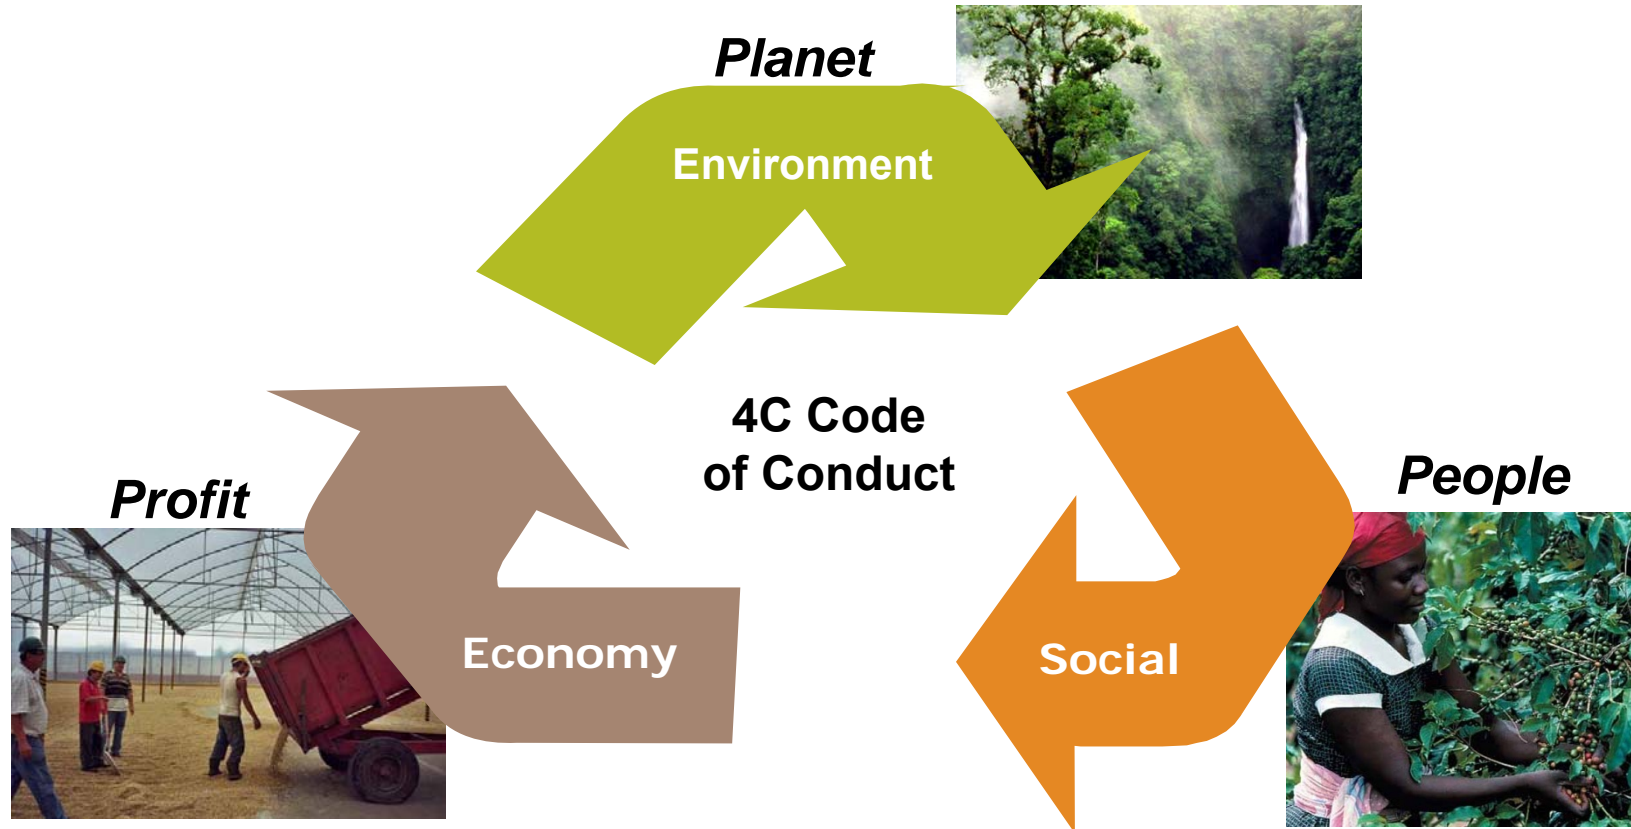 Planet
Environment
4C Code
of Conduct
People
Profit
Economy
Social